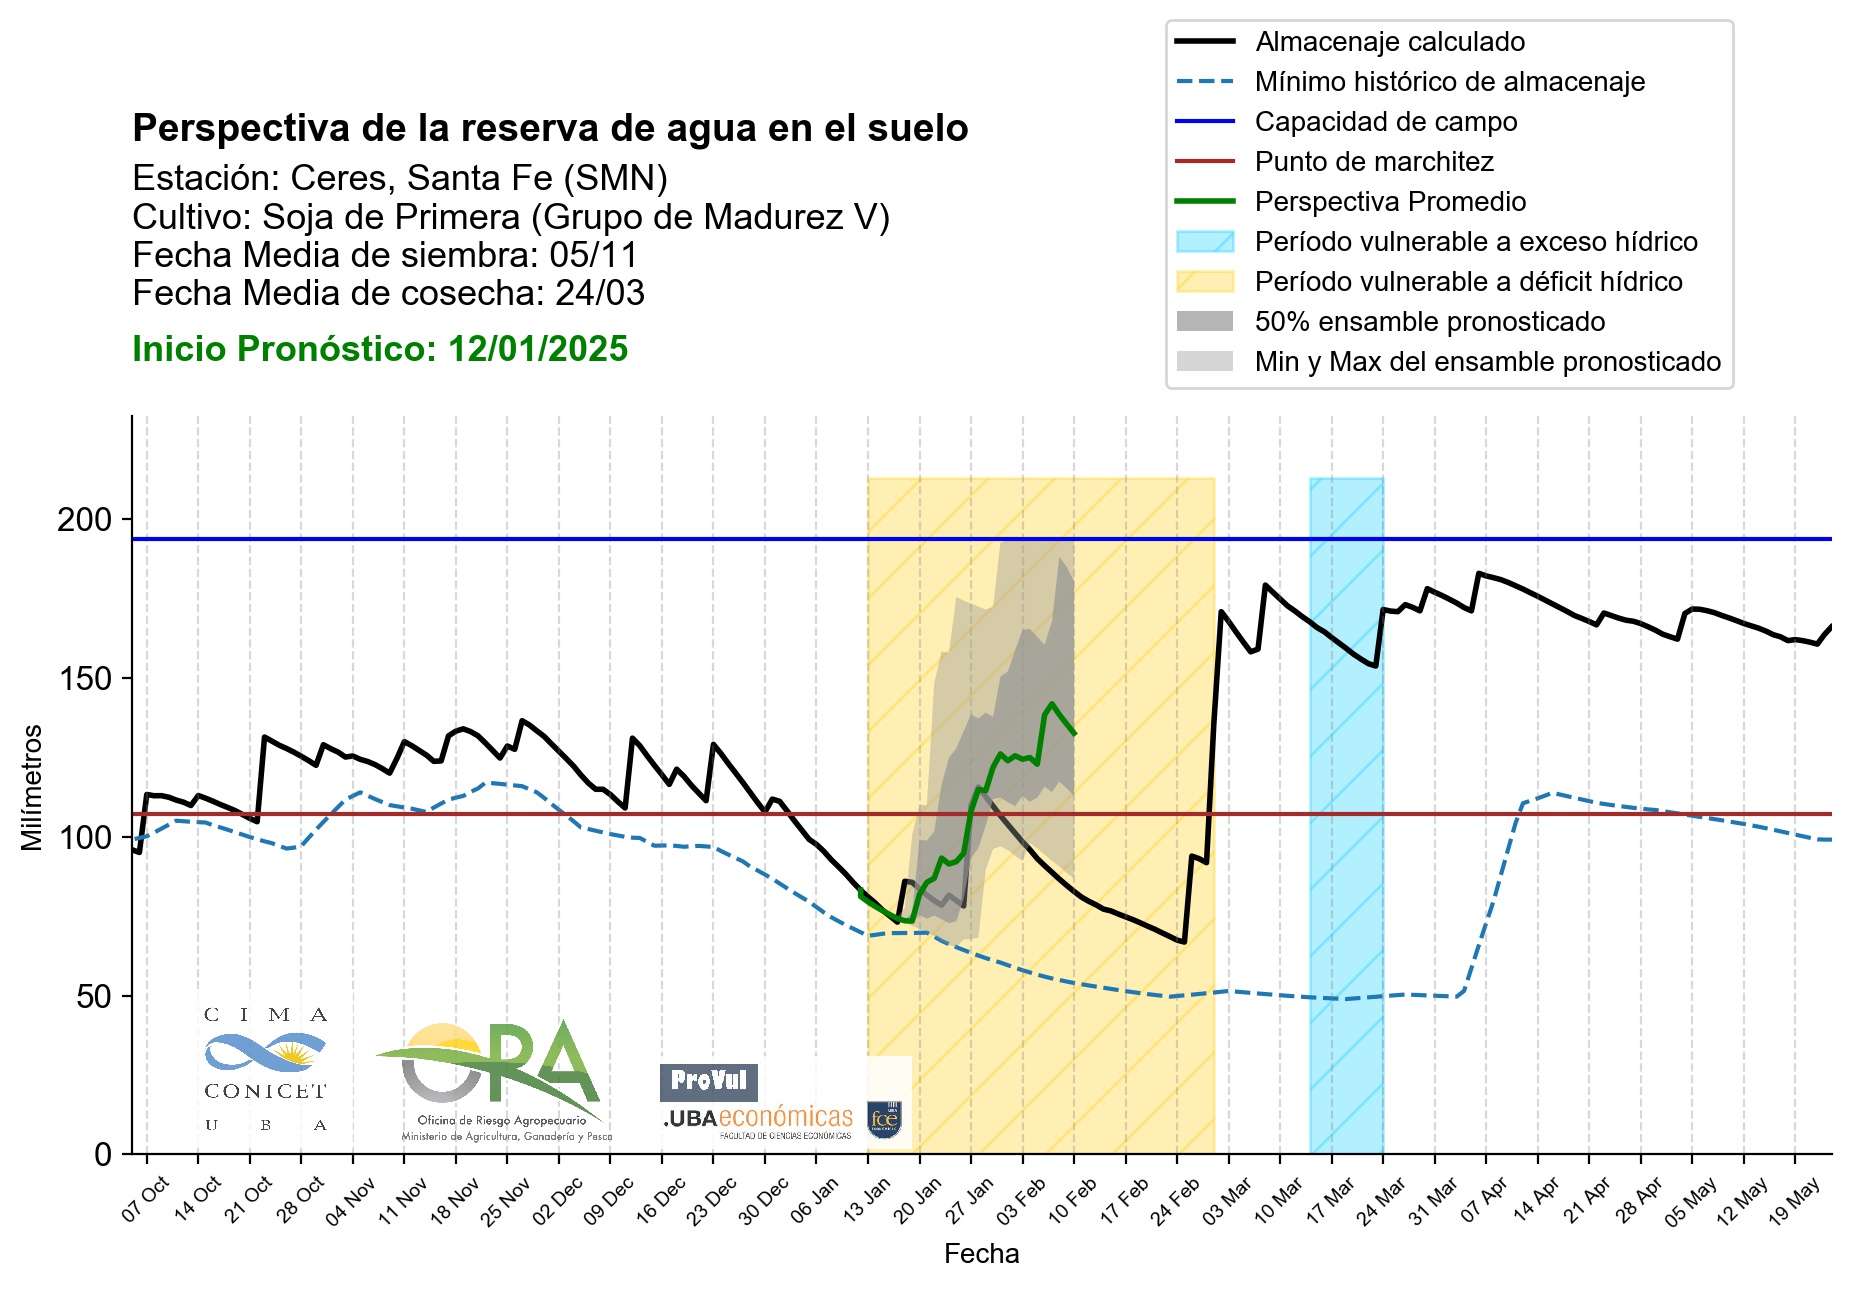 Almacenaje calculado
Mínimo histórico de almacenaje
Capacidad de campo
Punto de marchitez
Perspectiva Promedio
Período vulnerable a exceso hídrico
Período vulnerable a déficit hídrico
50% ensamble pronosticado
Min y Max del ensamble pronosticado
Perspectiva de la reserva de agua en el suelo
Estación: Ceres, Santa Fe (SMN)
Cultivo: Soja de Primera (Grupo de Madurez V)
Fecha Media de siembra: 05/11
Fecha Media de cosecha: 24/03
Inicio Pronóstico: 12/01/2025
Milímetros
200
150
100
50
0
CIMA
CONICET
UBA
ORA
Oficina de Riesgo Agropecuario
Ministerio de Agricultura, Ganadería y Pesca
ProVul
.UBAeconómicas
FACULTAD DE CIENCIAS ECONÓMICAS
UBA
fce
07 Oct
14 Oct
21 Oct
28 Oct
04 Nov
11 Nov
18 Nov
25 Nov
02 Dec
09 Dec
16 Dec
23 Dec
30 Dec
06 Jan
13 Jan
20 Jan
27 Jan
03 Feb
10 Feb
17 Feb
24 Feb
03 Mar
10 Mar
17 Mar
24 Mar
31 Mar
07 Apr
14 Apr
21 Apr
28 Apr
05 May
12 May
19 May
Fecha